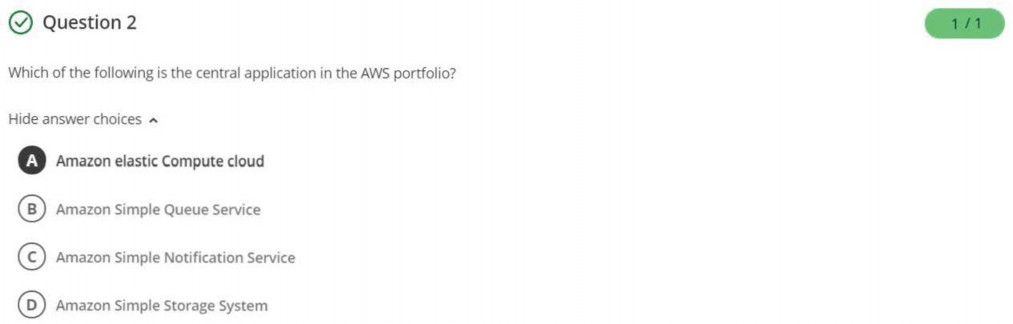 Question 2
1 / 1
Which of the following is the central application in the AWS portfolio?
Hide answer choices
A Amazon elastic Compute cloud
B Amazon Simple Queue Service
C Amazon Simple Notification Service
D Amazon Simple Storage System